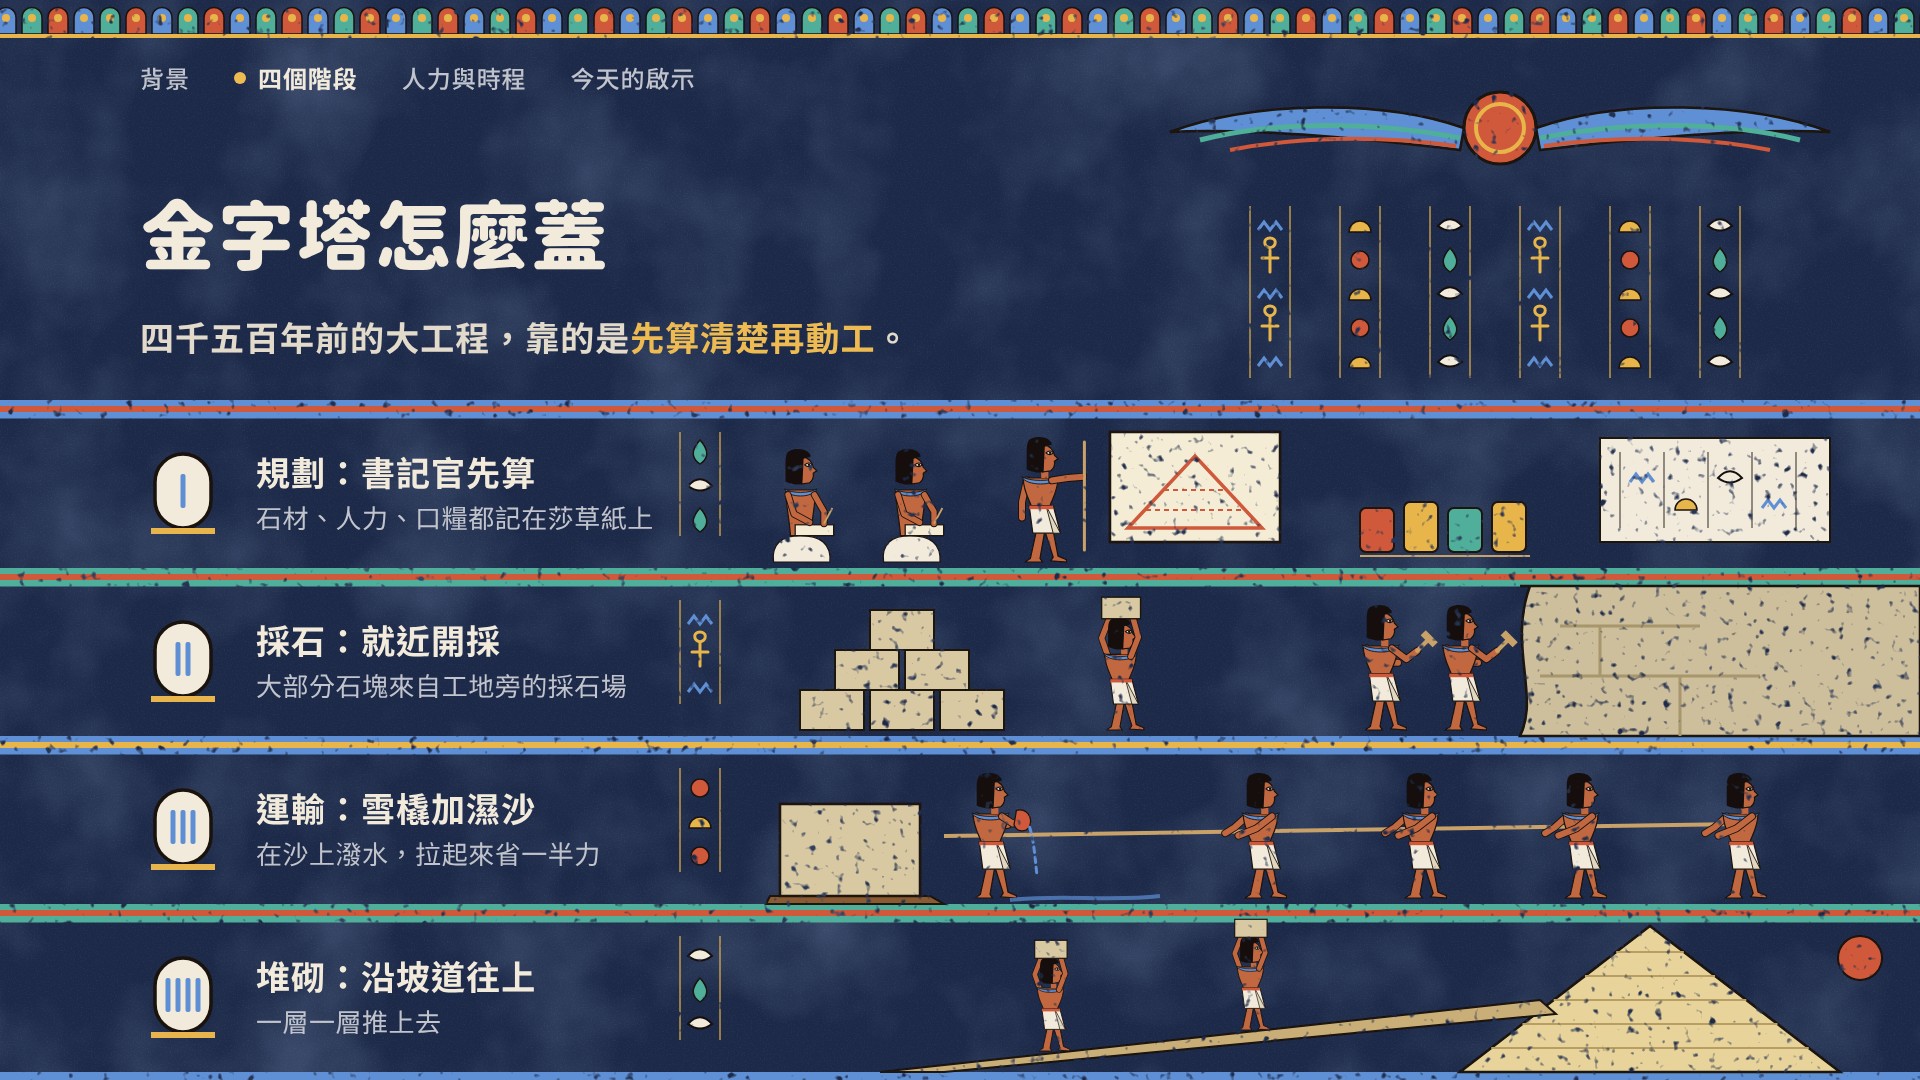 背景
四個階段
人力與時程
今天的啟示
金字塔怎麼蓋
四千五百年前的大工程，靠的是先算清楚再動工。
規劃：書記官先算
石材、人力、口糧都記在莎草紙上
採石：就近開採
大部分石塊來自工地旁的採石場
運輸：雪橇加濕沙
在沙上潑水，拉起來省一半力
堆砌：沿坡道往上
一層一層推上去